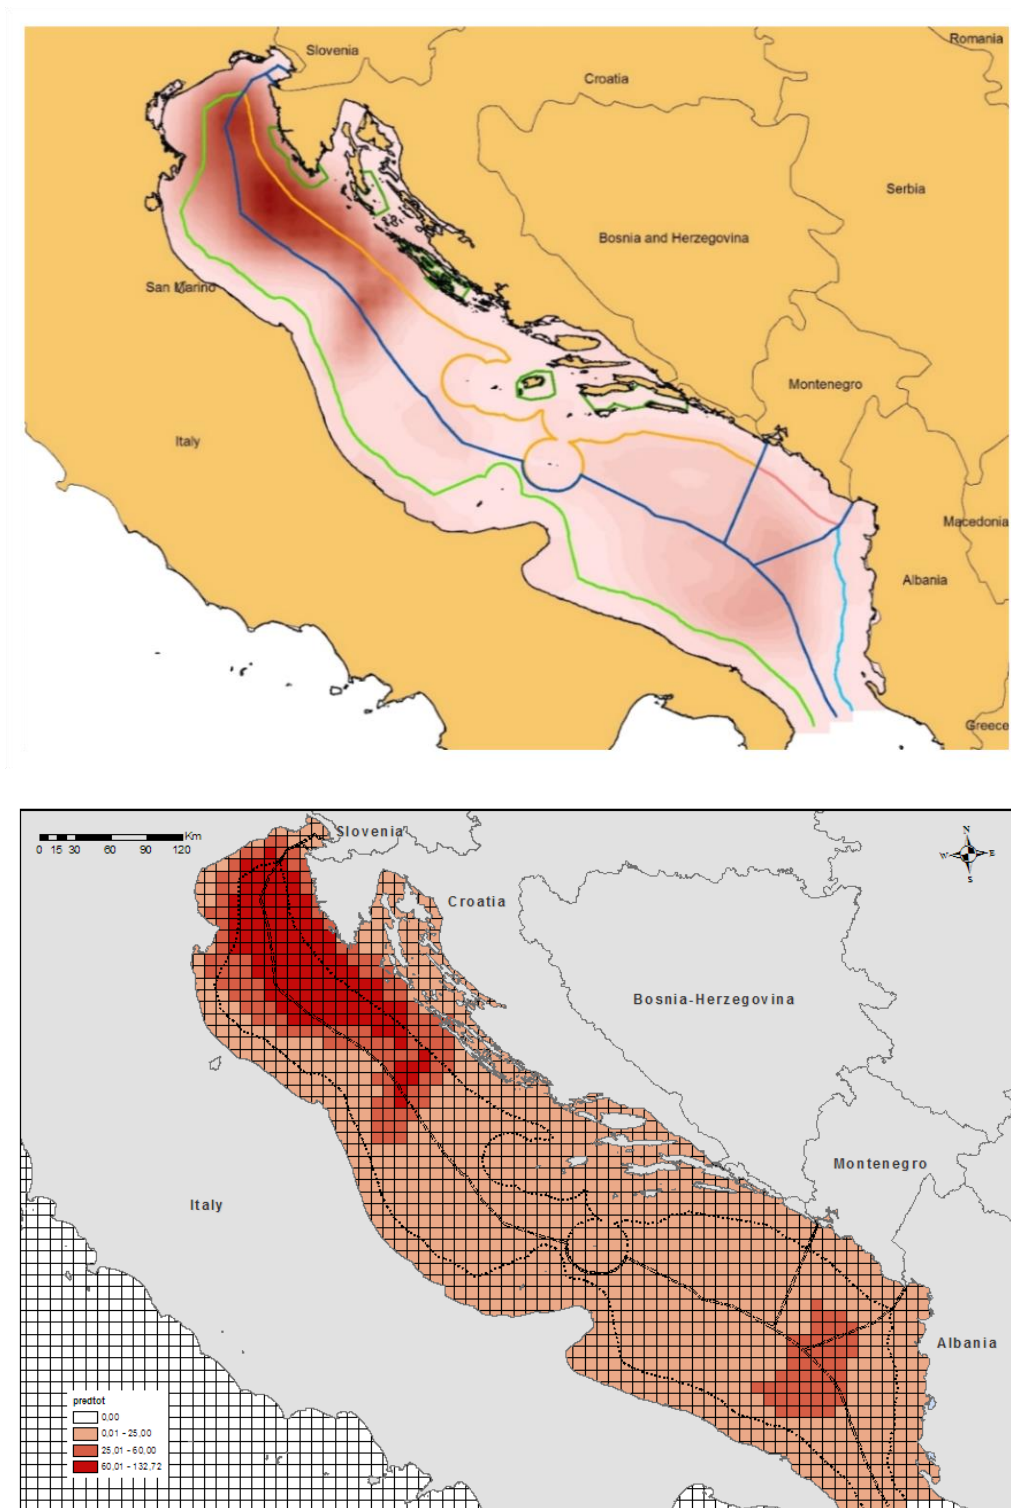 Romania
Slovenia
Croatia
Serbia
Bosnia and Herzegovina
San Marino
Montenegro
Italy
Macedonia
Albania
Greece
Km
0 15 30 60 90 120
Slovenia
N
W E
S
Croatia
Bosnia-Herzegovina
Montenegro
Italy
Albania
predtot
0,00
0,01 - 25,00
25,01 - 60,00
60,01 - 132,72